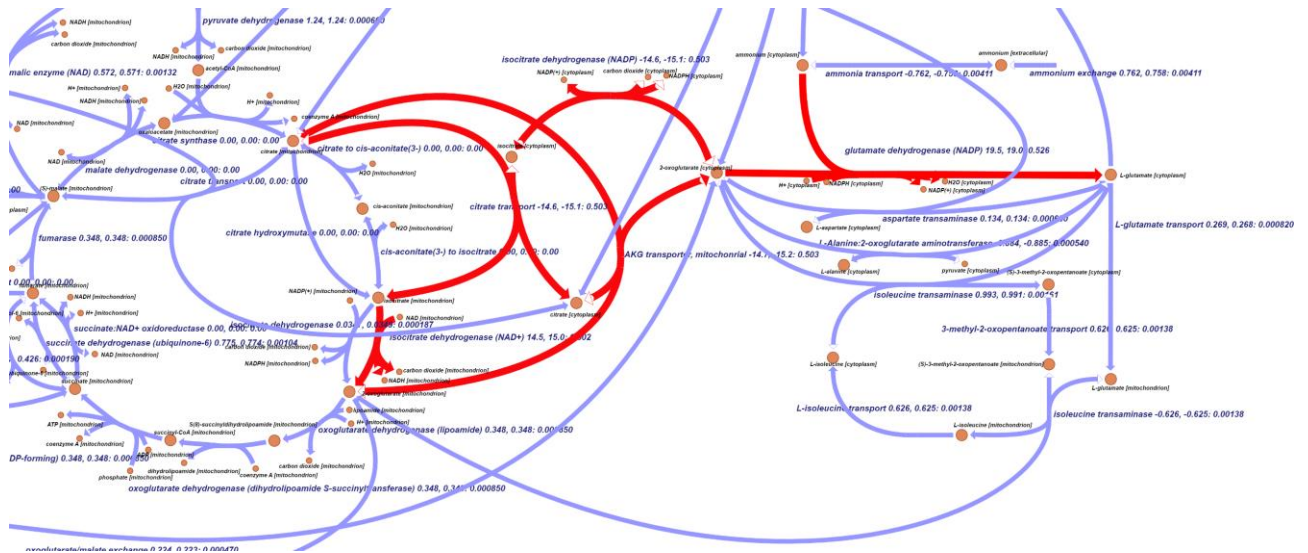 pyruvate dehydrogenase 1.24, 1.24: 0.000680
NADH [mitochondrion]
carbon dioxide [mitochondrion]
carbon dioxide [mitochondrion]
NADH [mitochondrion]
acetyl-CoA [mitochondrion]
malic enzyme (NAD) 0.572, 0.571: 0.00132
H+ [mitochondrion]
H2O [mitochondrion]
NADH [mitochondrion]
H+ [mitochondrion]
coenzyme A [mitochondrion]
NAD [mitochondrion]
oxaloacetate [mitochondrion]
citrate synthase 0.00, 0.00: 0.00
citrate [mitochondrion]
citrate to cis-aconitate(3-) 0.00, 0.00: 0.00
NAD [mitochondrion]
malate dehydrogenase 0.00, 0.00: 0.00
H2O [mitochondrion]
citrate transport 0.00, 0.00: 0.00
(S)-malate [mitochondrion]
isocitrate dehydrogenase (NADP) -14.6, -15.1: 0.503
NADP(+) [cytoplasm]
carbon dioxide [cytoplasm]
NADPH [cytoplasm]
isocitrate [cytoplasm]
2-oxoglutarate [cytoplasm]
ammonium [cytoplasm]
ammonium [extracellular]
ammonia transport -0.762, -0.758: 0.00411
ammonium exchange 0.762, 0.758: 0.00411
glutamate dehydrogenase (NADP) 19.5, 19.0: 0.526
H+ [cytoplasm]
NADPH [cytoplasm]
H2O [cytoplasm]
NADP(+) [cytoplasm]
L-glutamate [cytoplasm]
cis-aconitate [mitochondrion]
citrate transport -14.6, -15.1: 0.503
aspartate transaminase 0.134, 0.134:
L-aspartate [cytoplasm]
L-glutamate transport 0.269, 0.268: 0.000820
citrate hydroxymutase 0.00, 0.00: 0.00
H2O [mitochondrion]
fumarase 0.348, 0.348: 0.000850
cis-aconitate(3-) to isocitrate 0.00, 0.00: 0.00
AKG transporter, mitochonrial -14.7, -15.2: 0.503
L-Alanine:2-oxoglutarate aminotransferase -0.884, -0.885: 0.000540
L-alanine [cytoplasm]
pyruvate [cytoplasm]
(S)-3-methyl-2-oxopentanoate [cytoplasm]
isoleucine transaminase 0.993, 0.991:
NADH [mitochondrion]
H+ [mitochondrion]
NADP(+) [mitochondrion]
isocitrate [mitochondrion]
citrate [cytoplasm]
NAD [mitochondrion]
succinate:NAD+ oxidoreductase 0.00, 0.00: 0.00
isocitrate dehydrogenase
isocitrate dehydrogenase (NAD+) 14.5, 15.0: 0.502
succinate dehydrogenase (ubiquinone-6) 0.775, 0.774: 0.00104
3-methyl-2-oxopentanoate transport 0.626, 0.625: 0.00138
NAD [mitochondrion]
carbon dioxide [mitochondrion]
NADPH [mitochondrion]
0.426: 0.000190
L-isoleucine [cytoplasm]
(S)-3-methyl-2-oxopentanoate [mitochondrion]
carbon dioxide [mitochondrion]
NADH [mitochondrion]
L-glutamate [mitochondrion]
succinate [mitochondrion]
2-oxoglutarate [mitochondrion]
lipoamide [mitochondrion]
H+ [mitochondrion]
L-isoleucine transport 0.626, 0.625: 0.00138
isoleucine transaminase -0.626, -0.625: 0.00138
ATP [mitochondrion]
S(8)-succinyldihydrolipoamide [mitochondrion]
oxoglutarate dehydrogenase (lipoamide) 0.348, 0.348: 0.000850
succinyl-CoA [mitochondrion]
L-isoleucine [mitochondrion]
coenzyme A [mitochondrion]
DP-forming) 0.348, 0.348: 0.000850
ADP [mitochondrion]
carbon dioxide [mitochondrion]
dihydrolipoamide [mitochondrion]
coenzyme A [mitochondrion]
phosphate [mitochondrion]
oxoglutarate dehydrogenase (dihydrolipoamide S-succinyltransferase) 0.348, 0.348: 0.000850
oxoglutarate/malate exchange 0.224, 0.223: 0.000470